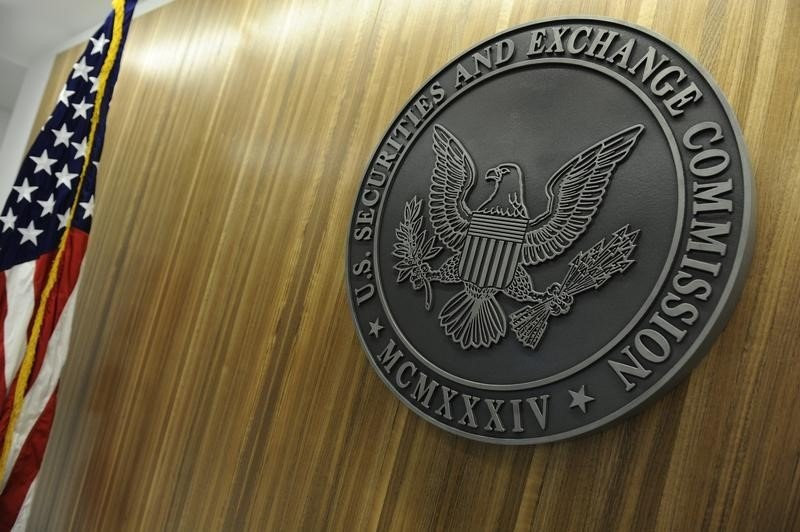 U.S. SECURITIES AND EXCHANGE COMMISSION
MCMXXXIV